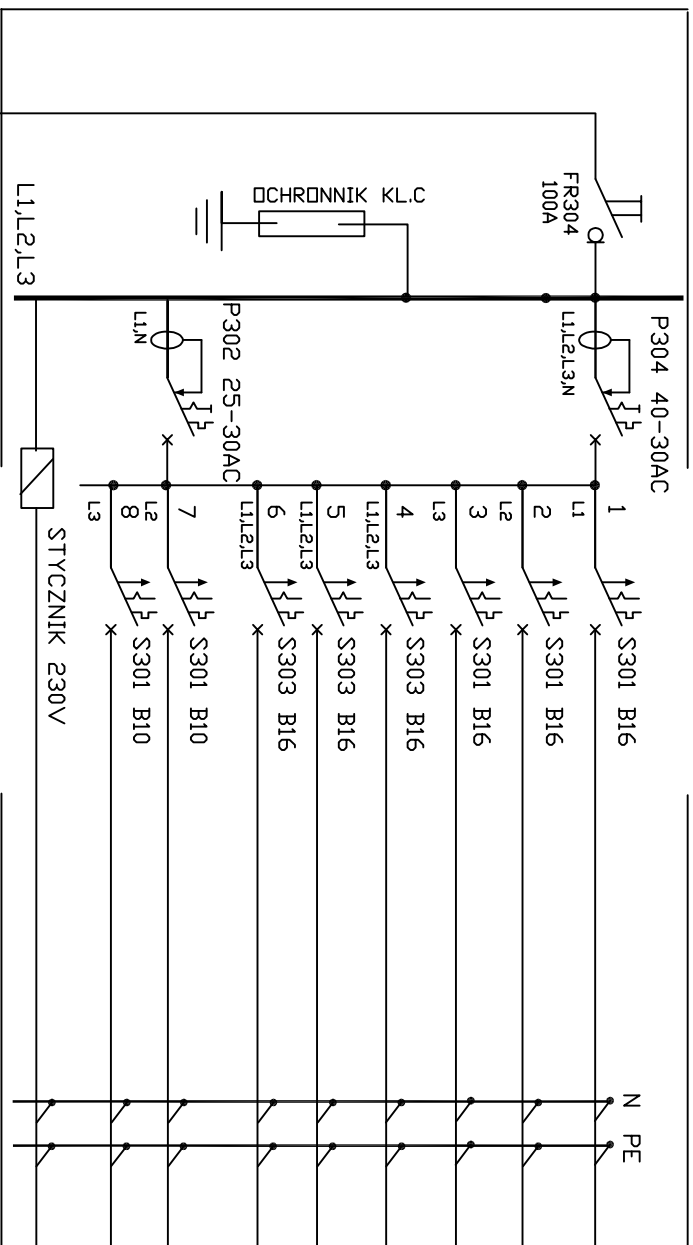 FR304
100A
OCHRONNIK KL.C
L1,L2,L3
P304 40-30AC
L1,L2,L3,N
P302 25-30AC
L1,N
1
L1
S301 B16
2
L2
S301 B16
3
L3
S301 B16
4
L1,L2,L3
S303 B16
5
L1,L2,L3
S303 B16
6
L1,L2,L3
S303 B16
7
L2
S301 B10
8
L3
S301 B10
STYCZNIK 230V
N
PE